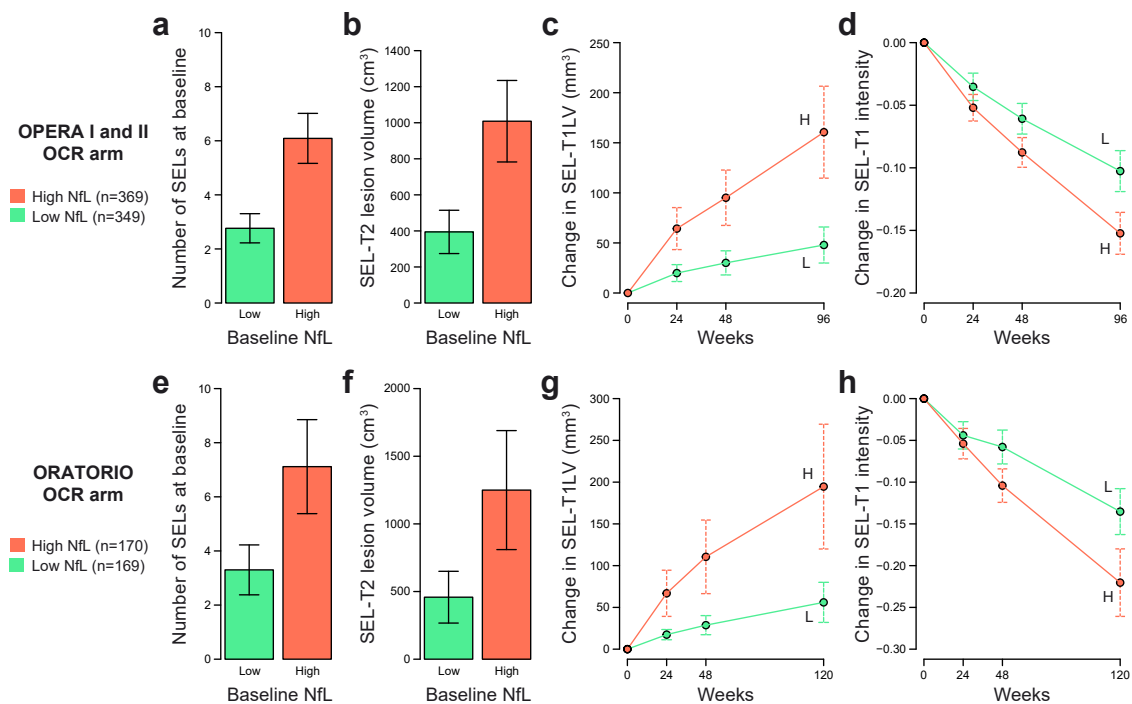 OPERA I and II
OCR arm
High NfL (n=369)
Low NfL (n=349)
a
Number of SELs at baseline
10
8
6
4
2
0
Low
High
Baseline NfL
b
SEL-T2 lesion volume (cm³)
1400
1200
1000
800
600
400
200
0
Low
High
Baseline NfL
c
Change in SEL-T1LV (mm³)
250
200
150
100
50
0
H
L
0
24
48
96
Weeks
d
Change in SEL-T1 intensity
0.00
−0.05
−0.10
−0.15
−0.20
L
H
0
24
48
96
Weeks
ORATORIO
OCR arm
High NfL (n=170)
Low NfL (n=169)
e
Number of SELs at baseline
10
8
6
4
2
0
Low
High
Baseline NfL
f
SEL-T2 lesion volume (cm³)
2000
1500
1000
500
0
Low
High
Baseline NfL
g
Change in SEL-T1LV (mm³)
300
250
200
150
100
50
0
H
L
0
24
48
120
Weeks
h
Change in SEL-T1 intensity
0.00
−0.05
−0.10
−0.15
−0.20
−0.25
−0.30
L
H
0
24
48
120
Weeks